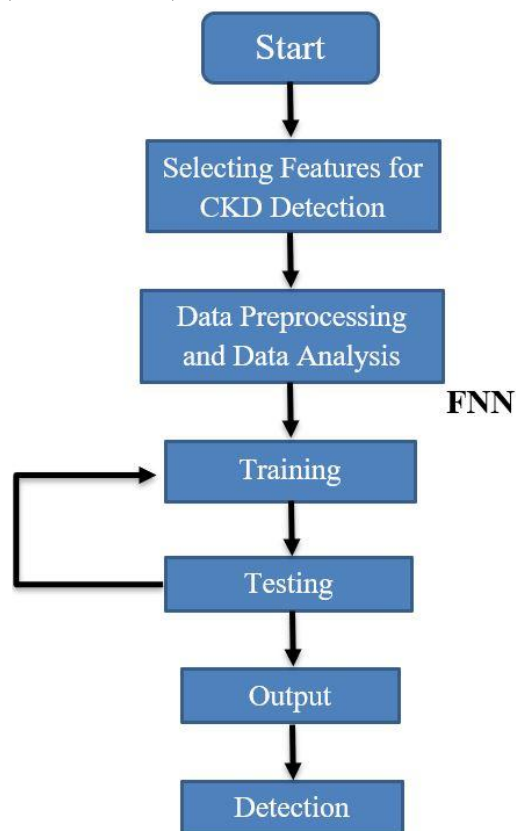 Start
Selecting Features for
CKD Detection
Data Preprocessing
and Data Analysis
FNN
Training
Testing
Output
Detection